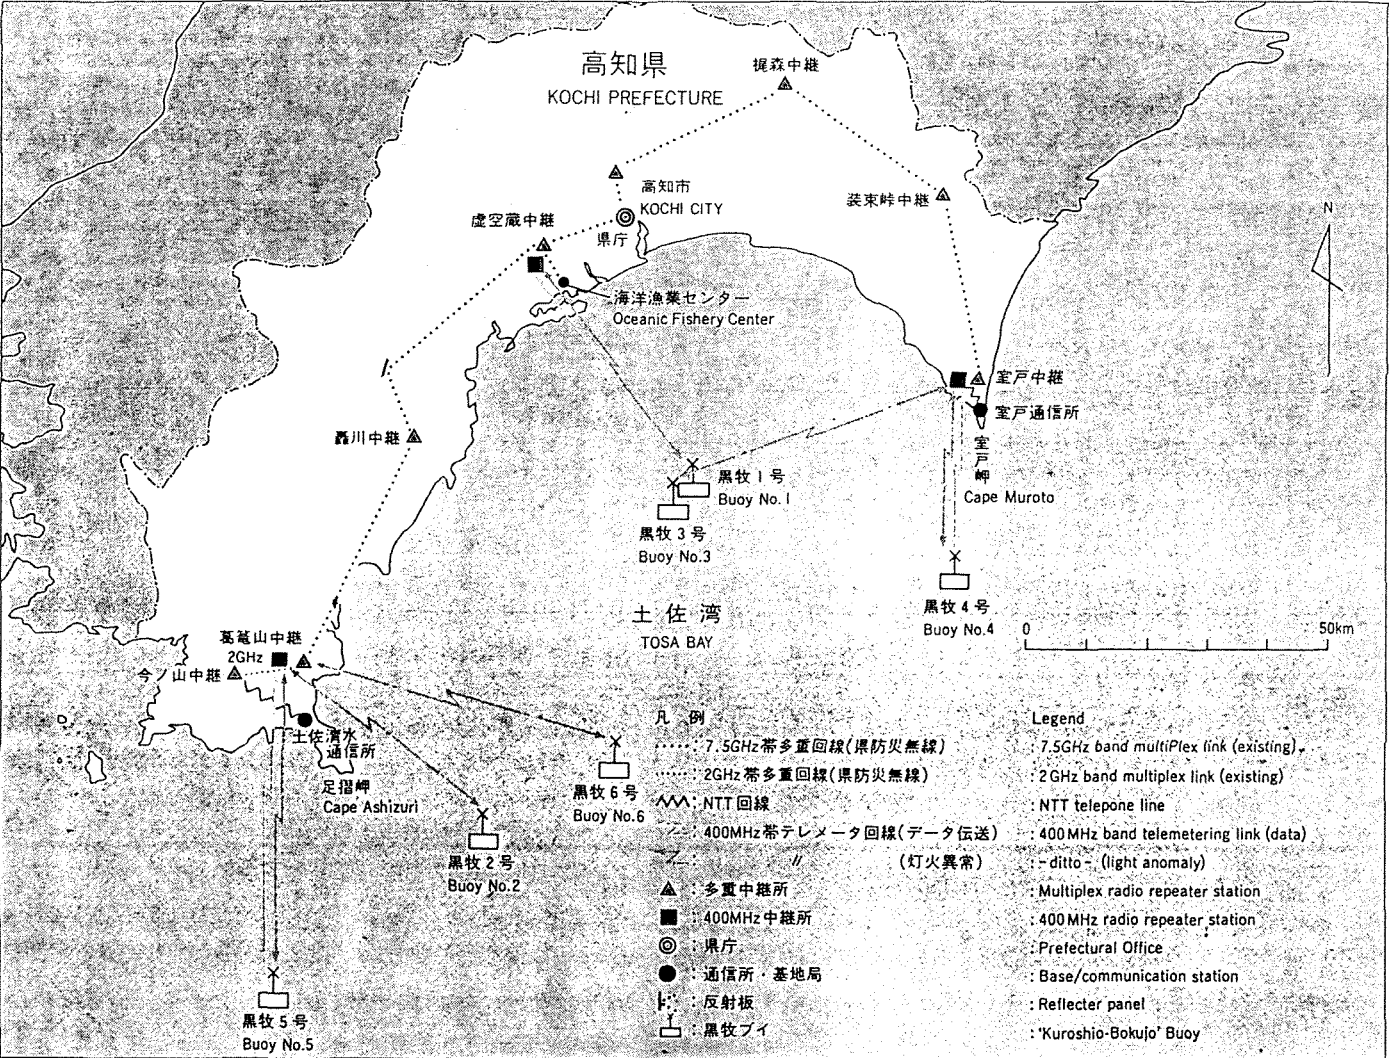 高知県
KOCHI PREFECTURE
梶森中継
高知市
KOCHI CITY
県庁
装束峠中継
虚空蔵中継
N
海洋漁業センター
Oceanic Fishery Center
室戸中継
室戸通信所
室戸岬
Cape Muroto
轟川中継
黒牧1号
Buoy No.1
黒牧3号
Buoy No.3
黒牧4号
Buoy No.4
土佐湾
TOSA BAY
0
50km
葛籠山中継
2GHz
今ノ山中継
土佐清水
通信所
足摺岬
Cape Ashizuri
黒牧6号
Buoy No.6
黒牧2号
Buoy No.2
黒牧5号
Buoy No.5
凡例
:7.5GHz帯多重回線(県防災無線)
:2GHz帯多重回線(県防災無線)
:NTT回線
:400MHz帯テレメータ回線(データ伝送)
: 〃 (灯火異常)
:多重中継所
:400MHz中継所
:県庁
:通信所・基地局
:反射板
:黒牧ブイ
Legend
:7.5GHz band multiPlex link (existing)
:2GHz band multiplex link (existing)
:NTT telepone line
:400MHz band telemetering link (data)
:-ditto- (light anomaly)
:Multiplex radio repeater station
:400MHz radio repeater station
:Prefectural Office
:Base/communication station
:Reflecter panel
:'Kuroshio-Bokujo' Buoy